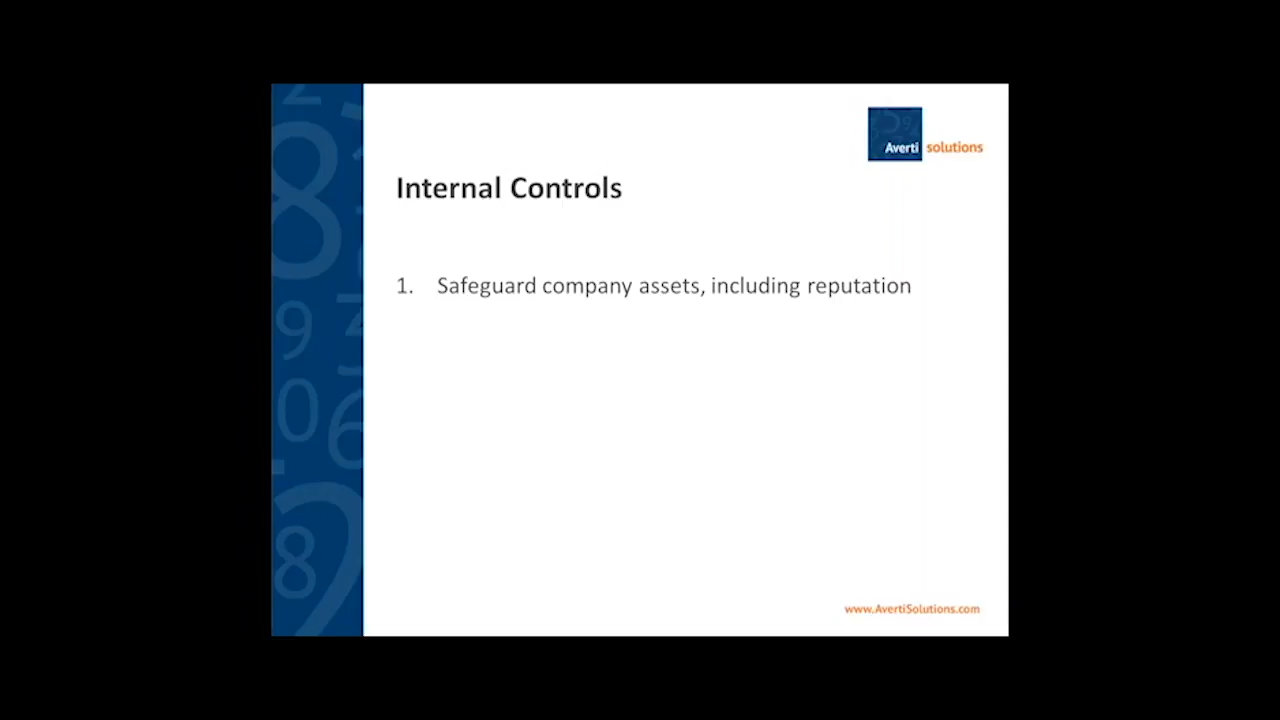 Averti solutions
Internal Controls
1. Safeguard company assets, including reputation
www.AvertiSolutions.com